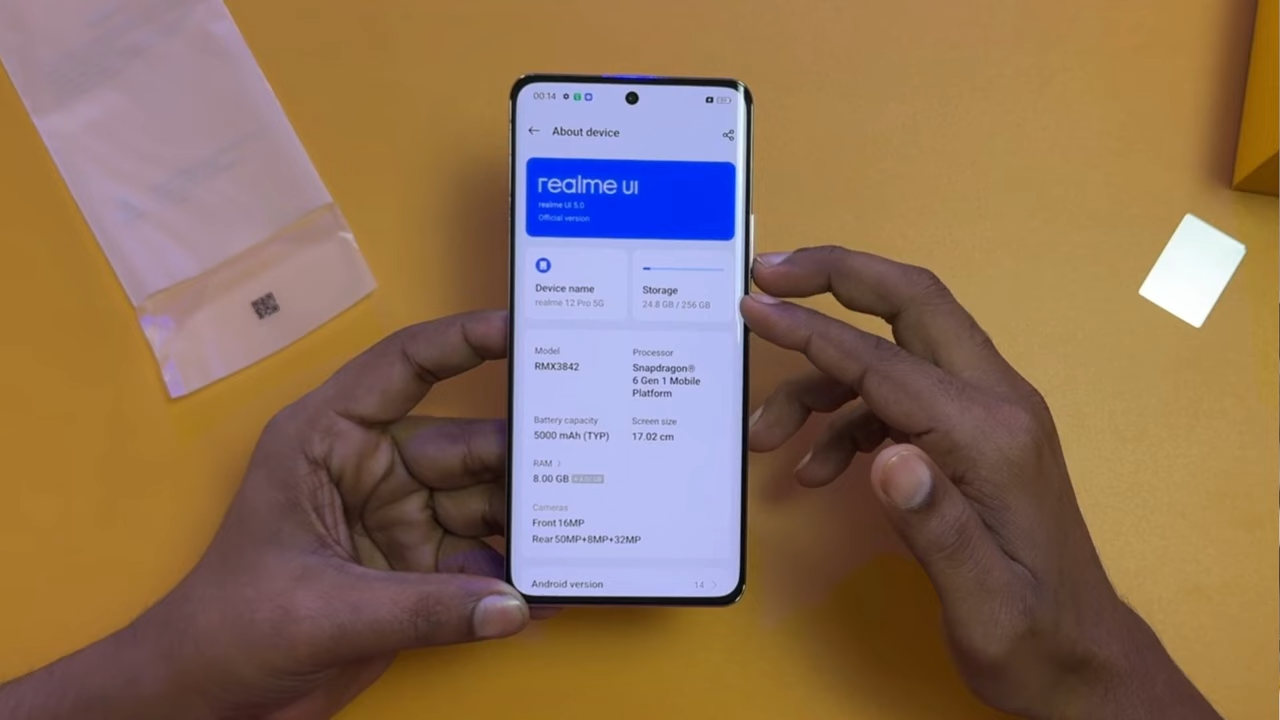 00:14
About device
realme UI
realme UI 5.0
Official version
Device name
realme 12 Pro 5G
Storage
24.8 GB / 256 GB
Model
RMX3842
Processor
Snapdragon®
6 Gen 1 Mobile
Platform
Battery capacity
5000 mAh (TYP)
Screen size
17.02 cm
RAM
8.00 GB
Cameras
Front 16MP
Rear 50MP+8MP+32MP
Android version
14